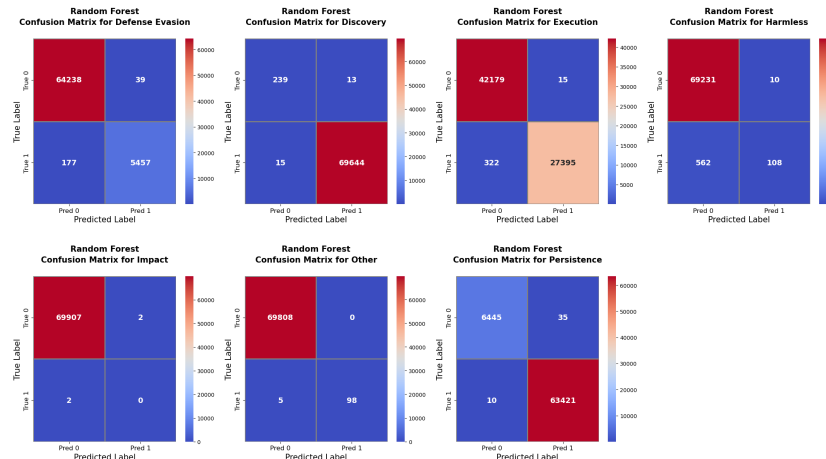 Random Forest
Confusion Matrix for Defense Evasion
64238
39
177
5457
True 0
True 1
True Label
Pred 0
Pred 1
Predicted Label
60000
50000
40000
30000
20000
10000
Random Forest
Confusion Matrix for Discovery
239
13
15
69644
True 0
True 1
True Label
Pred 0
Pred 1
Predicted Label
60000
50000
40000
30000
20000
10000
Random Forest
Confusion Matrix for Execution
42179
15
322
27395
True 0
True 1
True Label
Pred 0
Pred 1
Predicted Label
40000
35000
30000
25000
20000
15000
10000
5000
Random Forest
Confusion Matrix for Harmless
69231
10
562
108
True 0
True 1
True Label
Pred 0
Pred 1
Predicted Label
Random Forest
Confusion Matrix for Impact
69907
2
2
0
True 0
True 1
True Label
Pred 0
Pred 1
Predicted Label
60000
50000
40000
30000
20000
10000
0
Random Forest
Confusion Matrix for Other
69808
0
5
98
True 0
True 1
True Label
Pred 0
Pred 1
Predicted Label
60000
50000
40000
30000
20000
10000
0
Random Forest
Confusion Matrix for Persistence
6445
35
10
63421
True 0
True 1
True Label
Pred 0
Pred 1
Predicted Label
60000
50000
40000
30000
20000
10000